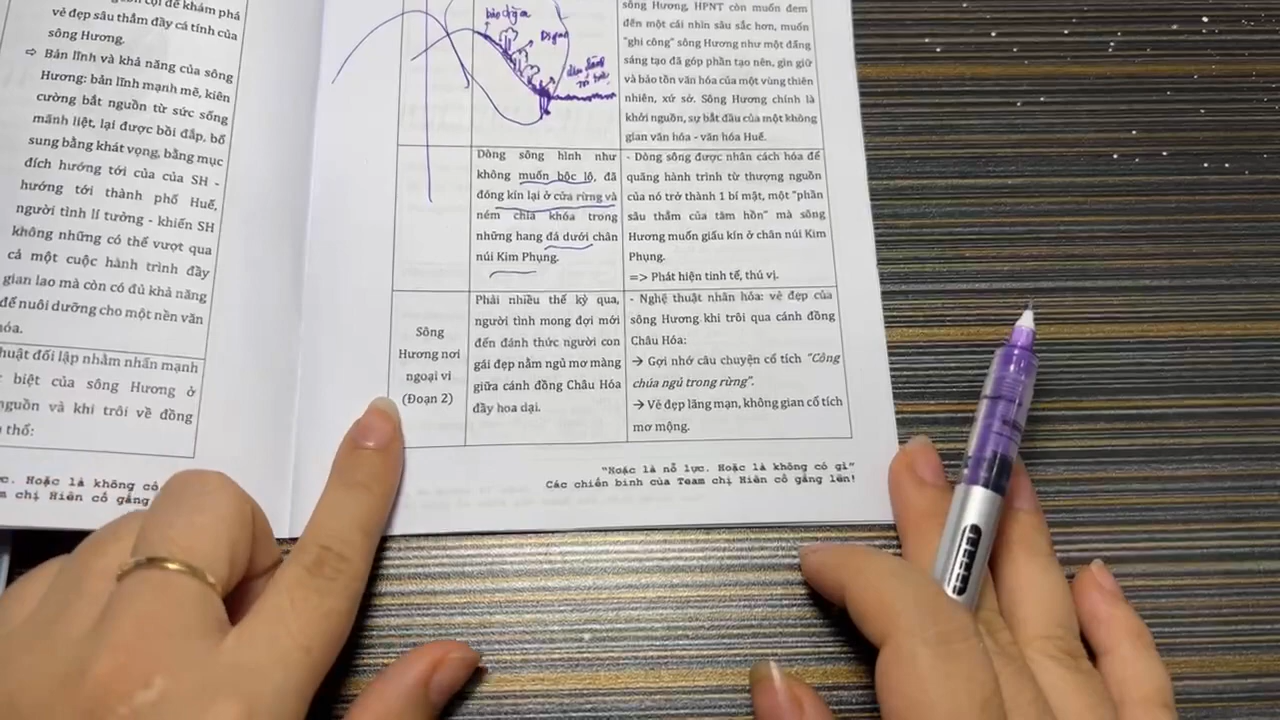 vẻ đẹp sâu thẳm đầy cá tính của
sông Hương.
⇨ Bản lĩnh và khả năng của sông
Hương: bản lĩnh mạnh mẽ, kiên
cường bắt nguồn từ sức sống
mãnh liệt, lại được bồi đắp, bổ
sung bằng khát vọng, bằng mục
đích hướng tới của của SH -
hướng tới thành phố Huế,
người tình lí tưởng - khiến SH
không những có thể vượt qua
cả một cuộc hành trình đầy
gian lao mà còn có đủ khả năng
để nuôi dưỡng cho một nền văn
hóa.
thuật đối lập nhằm nhấn mạnh
biệt của sông Hương ở
nguồn và khi trôi về đồng
thổ:
Hoặc là không có
chị Hiên cố gắng
sông Hương, HPNT còn muốn đem
đến một cái nhìn sâu sắc hơn, muốn
"ghi công" sông Hương như một đấng
sáng tạo đã góp phần tạo nên, gìn giữ
và bảo tồn văn hóa của một vùng thiên
nhiên, xứ sở. Sông Hương chính là
khởi nguồn, sự bắt đầu của một không
gian văn hóa - văn hóa Huế.
Dòng sông hình như
không muốn bộc lộ, đã
đóng kín lại ở cửa rừng và
ném chìa khóa trong
những hang đá dưới chân
núi Kim Phụng.
- Dòng sông được nhân cách hóa để
quãng hành trình từ thượng nguồn
của nó trở thành 1 bí mật, một "phần
sâu thẳm của tâm hồn" mà sông
Hương muốn giấu kín ở chân núi Kim
Phụng.
=> Phát hiện tinh tế, thú vị.
Sông
Hương nơi
ngoại vi
(Đoạn 2)
Phải nhiều thế kỷ qua,
người tình mong đợi mới
đến đánh thức người con
gái đẹp nằm ngủ mơ màng
giữa cánh đồng Châu Hóa
đầy hoa dại.
- Nghệ thuật nhân hóa: vẻ đẹp của
sông Hương khi trôi qua cánh đồng
Châu Hóa:
→ Gợi nhớ câu chuyện cổ tích "Công
chúa ngủ trong rừng".
→ Vẻ đẹp lãng mạn, không gian cổ tích
mơ mộng.
"Hoặc là nỗ lực. Hoặc là không có gì"
Các chiến binh của Team chị Hiên cố gắng lên!